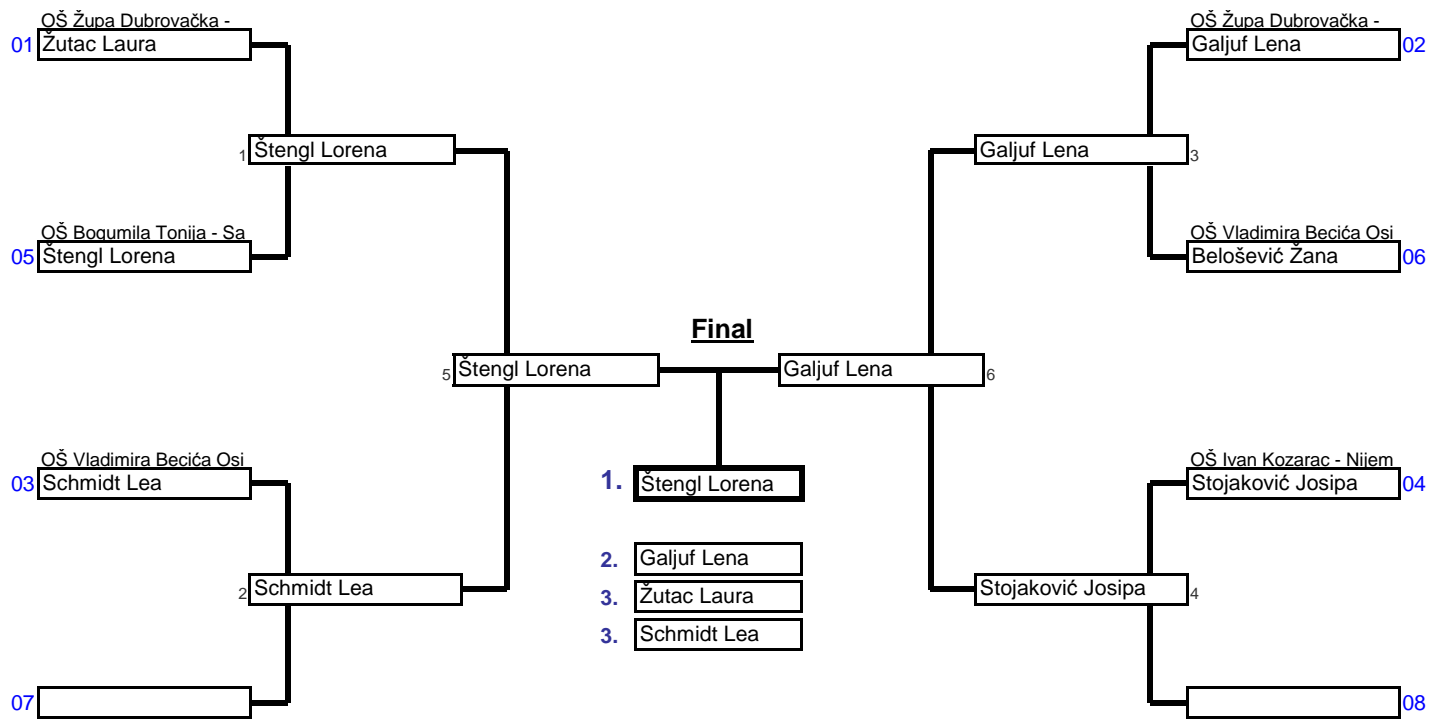 OŠ Župa Dubrovačka -
01 Žutac Laura
OŠ Župa Dubrovačka -
Galjuf Lena 02
1 Štengl Lorena
Galjuf Lena 3
OŠ Bogumila Tonija - Sa
05 Štengl Lorena
OŠ Vladimira Becića Osi
Belošević Žana 06
Final
5 Štengl Lorena
Galjuf Lena 6
OŠ Vladimira Becića Osi
03 Schmidt Lea
1. Štengl Lorena
OŠ Ivan Kozarac - Nijem
Stojaković Josipa 04
2. Galjuf Lena
2 Schmidt Lea
3. Žutac Laura
Stojaković Josipa 4
3. Schmidt Lea
07
08